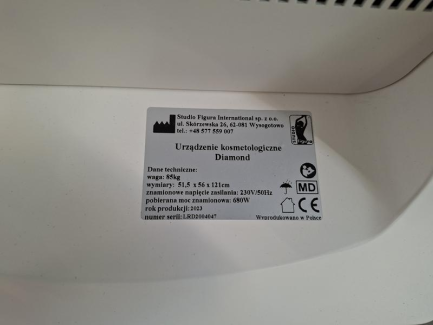 Studio Figura International sp. z o.o.
ul. Skórzewska 26, 62-081 Wysogotowo
tel.: +48 577 559 007
Urządzenie kosmetologiczne
Diamond
Dane techniczne:
waga: 85kg
wymiary: 51,5 x 56 x 121cm
znamionowe napięcie zasilania: 230V/50Hz
pobierana moc znamionowa: 680W
rok produkcji: 2023
numer serii: LRD2004047
MD
CE
Wyprodukowano w Polsce